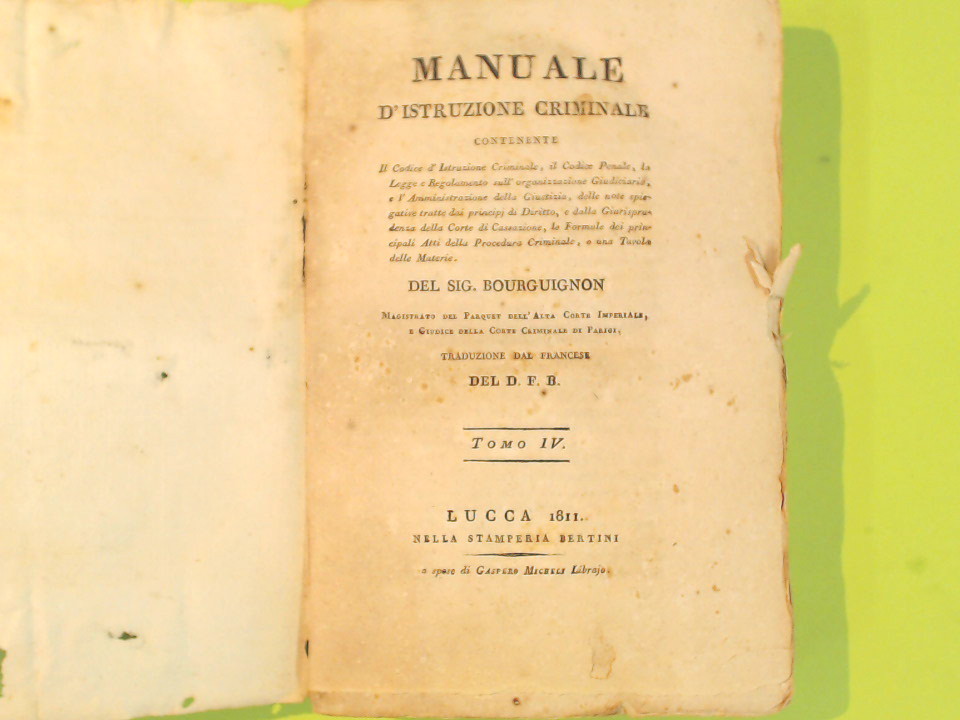 MANUALE
D'ISTRUZIONE CRIMINALE
CONTENENTE
Il Codice d'Istruzione Criminale, il Codice Penale, la
Legge e Regolamento sull'organizzazione Giudiciaria,
e l'Amministrazione della Giustizia, delle note spie-
gative tratte dai principj di Diritto, e dalla Giurispru-
denza della Corte di Cassazione, le Formule dei prin-
cipali Atti della Procedura Criminale, e una Tavola
delle Materie.
DEL SIG. BOURGUIGNON
MAGISTRATO DEL PARQUET DELL'ALTA CORTE IMPERIALE,
E GIUDICE DELLA CORTE CRIMINALE DI PARIGI,
TRADUZIONE DAL FRANCESE
DEL D. F. B.
TOMO IV.
LUCCA 1811.
NELLA STAMPERIA BERTINI
a spese di GASPERO MICHELI Librajo.